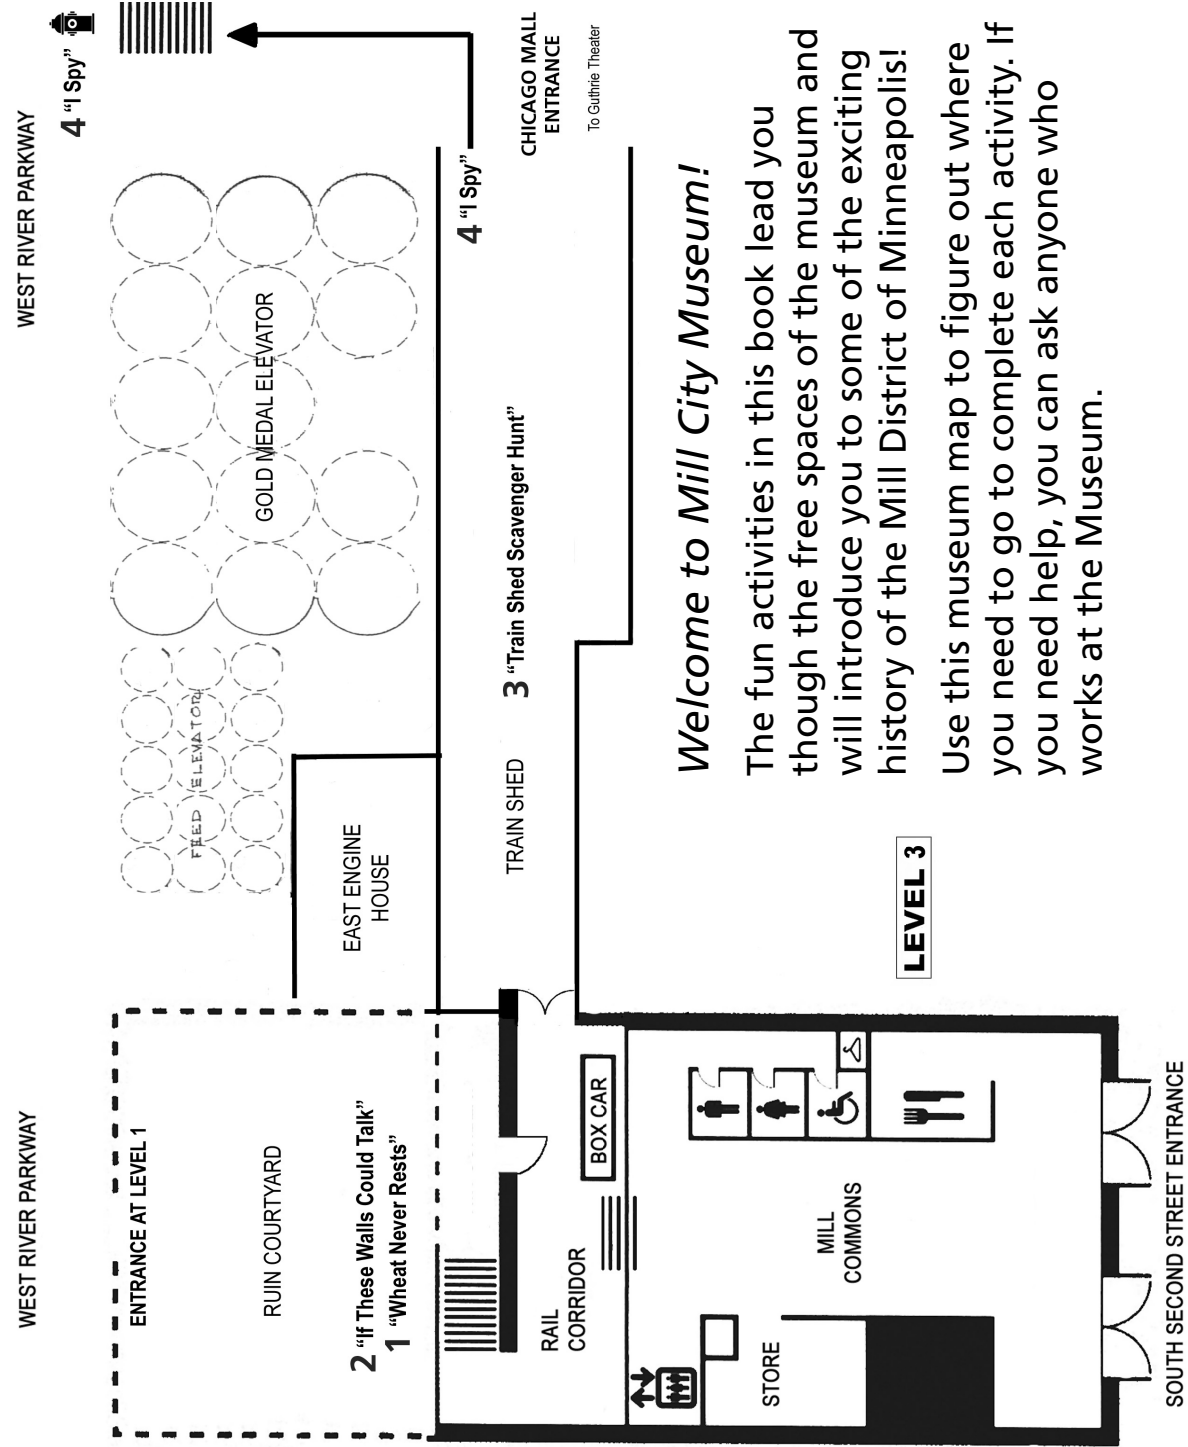 WEST RIVER PARKWAY
WEST RIVER PARKWAY
4 “I Spy”
ENTRANCE AT LEVEL 1
RUIN COURTYARD
2 “If These Walls Could Talk”
1 “Wheat Never Rests”
FEED ELEVATOR
GOLD MEDAL ELEVATOR
EAST ENGINE
HOUSE
4 “I Spy”
TRAIN SHED
3 “Train Shed Scavenger Hunt”
CHICAGO MALL
ENTRANCE
To Guthrie Theater
RAIL
CORRIDOR
BOX CAR
STORE
MILL
COMMONS
LEVEL 3
SOUTH SECOND STREET ENTRANCE
Welcome to Mill City Museum!
The fun activities in this book lead you
though the free spaces of the museum and
will introduce you to some of the exciting
history of the Mill District of Minneapolis!
Use this museum map to figure out where
you need to go to complete each activity. If
you need help, you can ask anyone who
works at the Museum.